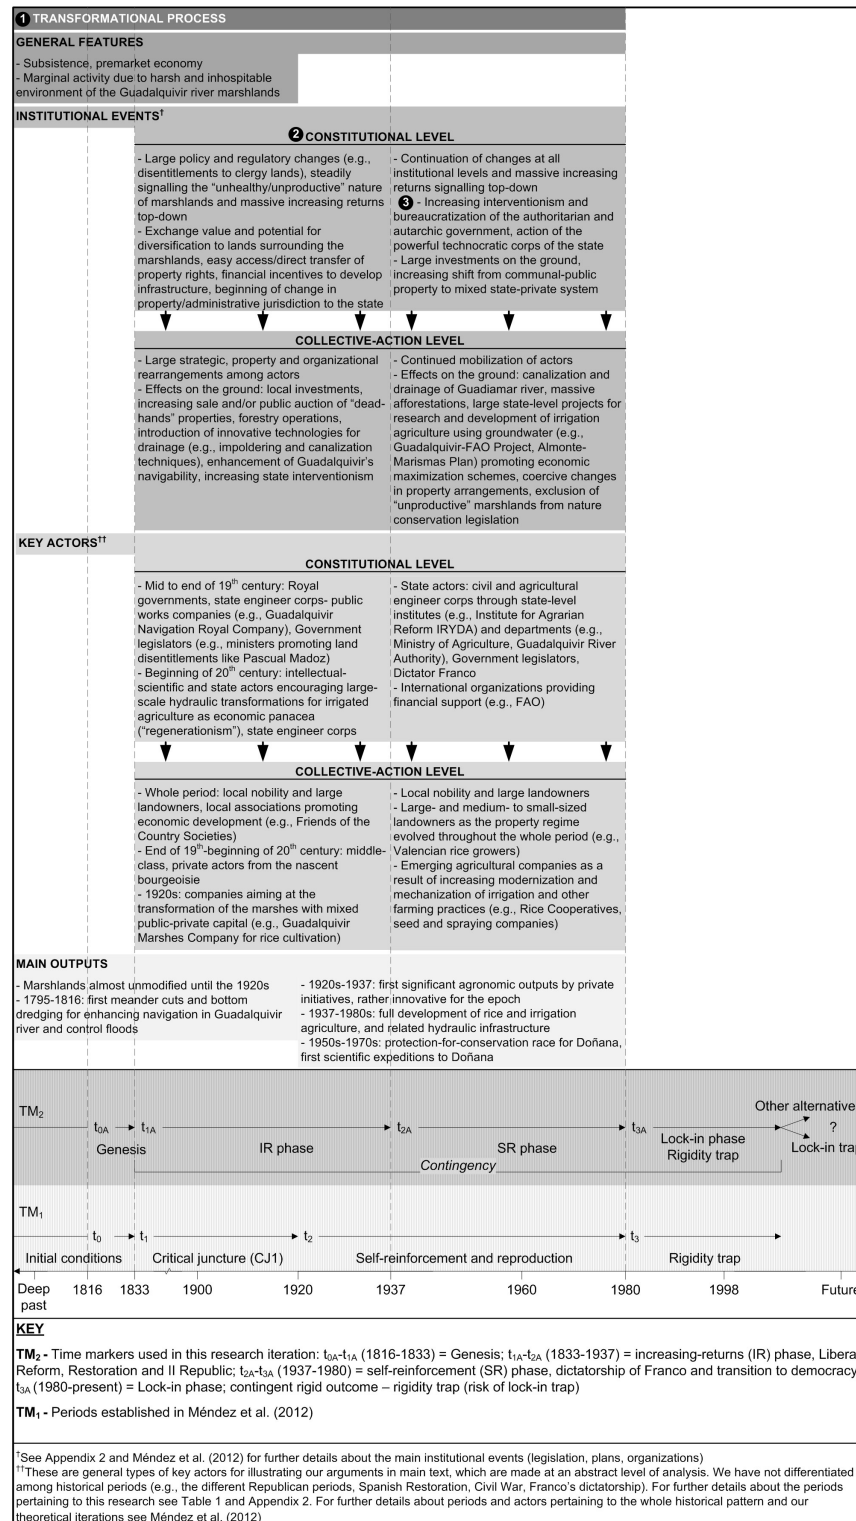 1 TRANSFORMATIONAL PROCESS
GENERAL FEATURES
- Subsistence, premarket economy
- Marginal activity due to harsh and inhospitable
environment of the Guadalquivir river marshlands
INSTITUTIONAL EVENTS†
2 CONSTITUTIONAL LEVEL
- Large policy and regulatory changes (e.g.,
disentitlements to clergy lands), steadily
signalling the “unhealthy/unproductive” nature
of marshlands and massive increasing returns
top-down
- Exchange value and potential for
diversification to lands surrounding the
marshlands, easy access/direct transfer of
property rights, financial incentives to develop
infrastructure, beginning of change in
property/administrative jurisdiction to the state
- Continuation of changes at all
institutional levels and massive increasing
returns signalling top-down
3 - Increasing interventionism and
bureaucratization of the authoritarian and
autarchic government, action of the
powerful technocratic corps of the state
- Large investments on the ground,
increasing shift from communal-public
property to mixed state-private system
COLLECTIVE-ACTION LEVEL
- Large strategic, property and organizational
rearrangements among actors
- Effects on the ground: local investments,
increasing sale and/or public auction of “dead-
hands” properties, forestry operations,
introduction of innovative technologies for
drainage (e.g., impoldering and canalization
techniques), enhancement of Guadalquivir’s
navigability, increasing state interventionism
- Continued mobilization of actors
- Effects on the ground: canalization and
drainage of Guadiamar river, massive
afforestations, large state-level projects for
research and development of irrigation
agriculture using groundwater (e.g.,
Guadalquivir-FAO Project, Almonte-
Marismas Plan) promoting economic
maximization schemes, coercive changes
in property arrangements, exclusion of
“unproductive” marshlands from nature
conservation legislation
KEY ACTORS††
CONSTITUTIONAL LEVEL
- Mid to end of 19th century: Royal
governments, state engineer corps- public
works companies (e.g., Guadalquivir
Navigation Royal Company), Government
legislators (e.g., ministers promoting land
disentitlements like Pascual Madoz)
- Beginning of 20th century: intellectual-
scientific and state actors encouraging large-
scale hydraulic transformations for irrigated
agriculture as economic panacea
(“regenerationism”), state engineer corps
- State actors: civil and agricultural
engineer corps through state-level
institutes (e.g., Institute for Agrarian
Reform IRYDA) and departments (e.g.,
Ministry of Agriculture, Guadalquivir River
Authority), Government legislators,
Dictator Franco
- International organizations providing
financial support (e.g., FAO)
COLLECTIVE-ACTION LEVEL
- Whole period: local nobility and large
landowners, local associations promoting
economic development (e.g., Friends of the
Country Societies)
- End of 19th-beginning of 20th century: middle-
class, private actors from the nascent
bourgeoisie
- 1920s: companies aiming at the
transformation of the marshes with mixed
public-private capital (e.g., Guadalquivir
Marshes Company for rice cultivation)
- Local nobility and large landowners
- Large- and medium- to small-sized
landowners as the property regime
evolved throughout the whole period (e.g.,
Valencian rice growers)
- Emerging agricultural companies as a
result of increasing modernization and
mechanization of irrigation and other
farming practices (e.g., Rice Cooperatives,
seed and spraying companies)
MAIN OUTPUTS
- Marshlands almost unmodified until the 1920s
- 1795-1816: first meander cuts and bottom
dredging for enhancing navigation in Guadalquivir
river and control floods
- 1920s-1937: first significant agronomic outputs by private
initiatives, rather innovative for the epoch
- 1937-1980s: full development of rice and irrigation
agriculture, and related hydraulic infrastructure
- 1950s-1970s: protection-for-conservation race for Doñana,
first scientific expeditions to Doñana
TM2
t0A t1A t2A t3A
Genesis IR phase SR phase Lock-in phase
Rigidity trap
Other alternative
?
Lock-in trap
Contingency
TM1
t0 t1 t2 t3
Initial conditions Critical juncture (CJ1) Self-reinforcement and reproduction Rigidity trap
Deep
past
1816 1833 1900 1920 1937 1960 1980 1998 Future
KEY
TM2 - Time markers used in this research iteration: t0A-t1A (1816-1833) = Genesis; t1A-t2A (1833-1937) = increasing-returns (IR) phase, Libera
Reform, Restoration and II Republic; t2A-t3A (1937-1980) = self-reinforcement (SR) phase, dictatorship of Franco and transition to democracy
t3A (1980-present) = Lock-in phase; contingent rigid outcome – rigidity trap (risk of lock-in trap)
TM1 - Periods established in Méndez et al. (2012)
†See Appendix 2 and Méndez et al. (2012) for further details about the main institutional events (legislation, plans, organizations)
††These are general types of key actors for illustrating our arguments in main text, which are made at an abstract level of analysis. We have not differentiated
among historical periods (e.g., the different Republican periods, Spanish Restoration, Civil War, Franco’s dictatorship). For further details about the periods
pertaining to this research see Table 1 and Appendix 2. For further details about periods and actors pertaining to the whole historical pattern and our
theoretical iterations see Méndez et al. (2012)